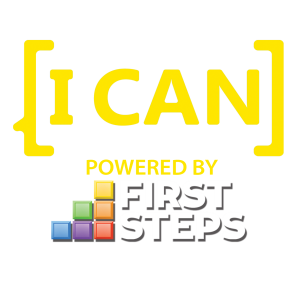 [I CAN]
POWERED BY
FIRST
STEPS